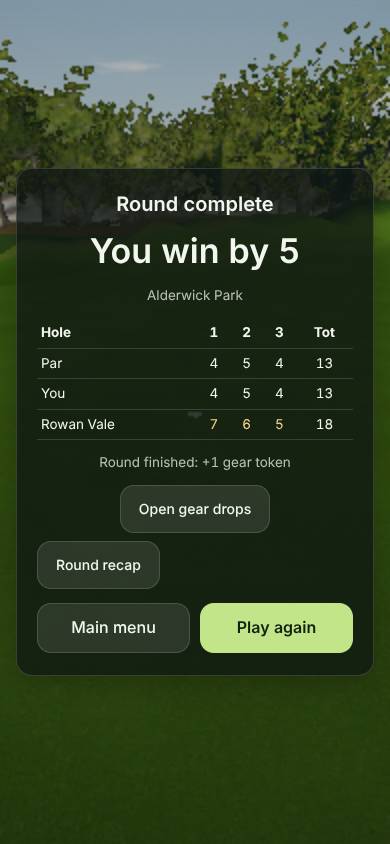 Round complete
You win by 5
Alderwick Park
Hole 1 2 3 Tot
Par 4 5 4 13
You 4 5 4 13
Rowan Vale 7 6 5 18
Round finished: +1 gear token
Open gear drops
Round recap
Main menu Play again